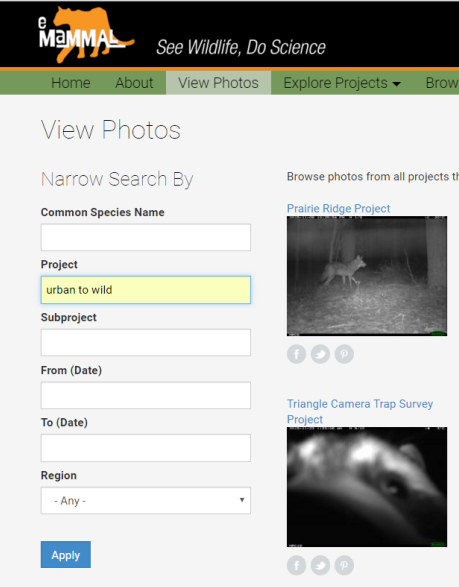 e
MaMMAL
See Wildlife, Do Science
Home About View Photos Explore Projects Brow
View Photos
Narrow Search By
Common Species Name
Project
urban to wild
Subproject
From (Date)
To (Date)
Region
- Any -
Apply
Browse photos from all projects th
Prairie Ridge Project
Triangle Camera Trap Survey
Project